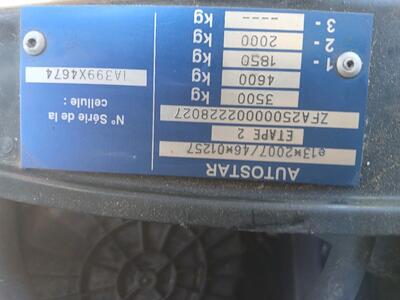 AUTOSTAR
e13*2007/46*01257
ETAPE 2
ZFA25000002228027
3500 kg
4600 kg
1 - 1850 kg
2 - 2000 kg
3 - ---- kg
N° Série de la
cellule :
IA399X4674